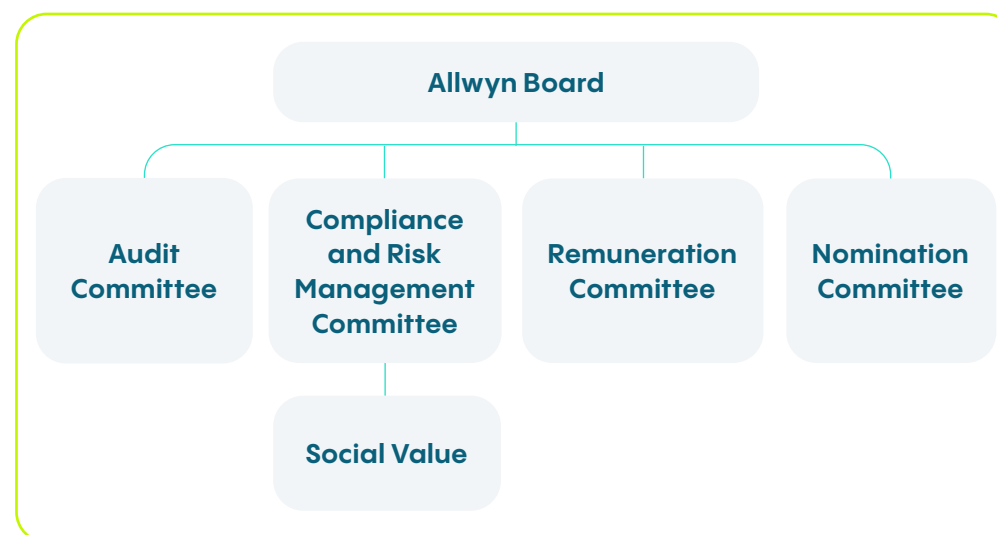 Allwyn Board
Audit
Committee
Compliance
and Risk
Management
Committee
Remuneration
Committee
Nomination
Committee
Social Value